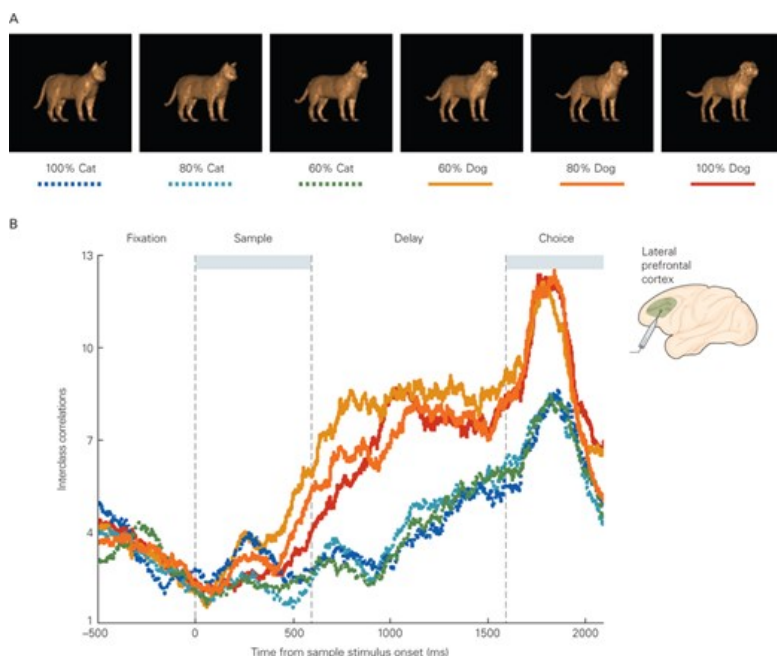 A
100% Cat 80% Cat 60% Cat 60% Dog 80% Dog 100% Dog
B
Fixation Sample Delay Choice
Lateral
prefrontal
cortex
13
10
7
4
1
Interclass correlations
–500 0 500 1000 1500 2000
Time from sample stimulus onset (ms)